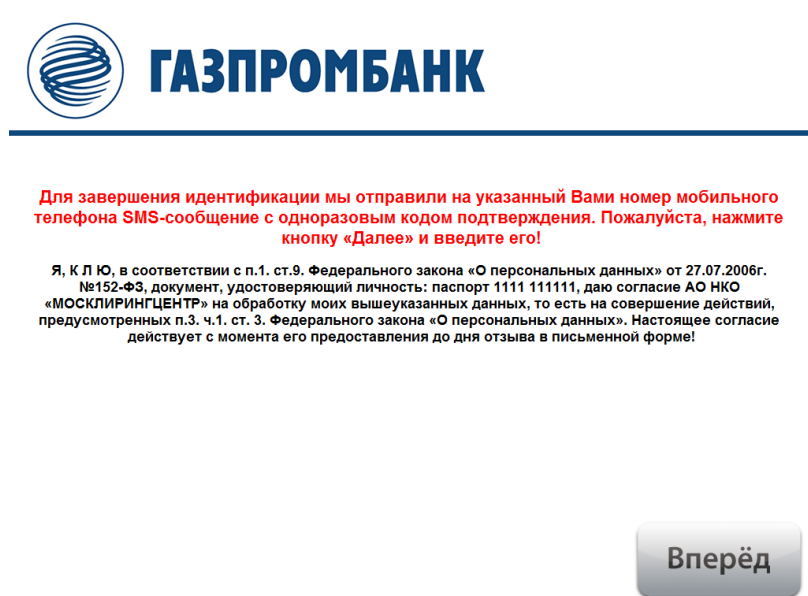 ГАЗПРОМБАНК
Для завершения идентификации мы отправили на указанный Вами номер мобильного
телефона SMS-сообщение с одноразовым кодом подтверждения. Пожалуйста, нажмите
кнопку «Далее» и введите его!
Я, К Л Ю, в соответствии с п.1. ст.9. Федерального закона «О персональных данных» от 27.07.2006г.
№152-ФЗ, документ, удостоверяющий личность: паспорт 1111 111111, даю согласие АО НКО
«МОСКЛИРИНГЦЕНТР» на обработку моих вышеуказанных данных, то есть на совершение действий,
предусмотренных п.3. ч.1. ст. 3. Федерального закона «О персональных данных». Настоящее согласие
действует с момента его предоставления до дня отзыва в письменной форме!
Вперёд